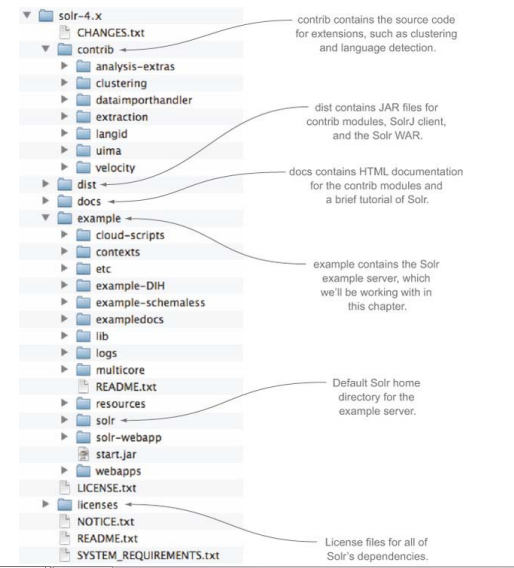 solr-4.x
CHANGES.txt
contrib
analysis-extras
clustering
dataimporthandler
extraction
langid
uima
velocity
dist
docs
example
cloud-scripts
contexts
etc
example-DIH
example-schemaless
exampledocs
lib
logs
multicore
README.txt
resources
solr
solr-webapp
start.jar
webapps
LICENSE.txt
licenses
NOTICE.txt
README.txt
SYSTEM_REQUIREMENTS.txt
contrib contains the source code
for extensions, such as clustering
and language detection.
dist contains JAR files for
contrib modules, SolrJ client,
and the Solr WAR.
docs contains HTML documentation
for the contrib modules and
a brief tutorial of Solr.
example contains the Solr
example server, which
we'll be working with in
this chapter.
Default Solr home
directory for the
example server.
License files for all of
Solr's dependencies.